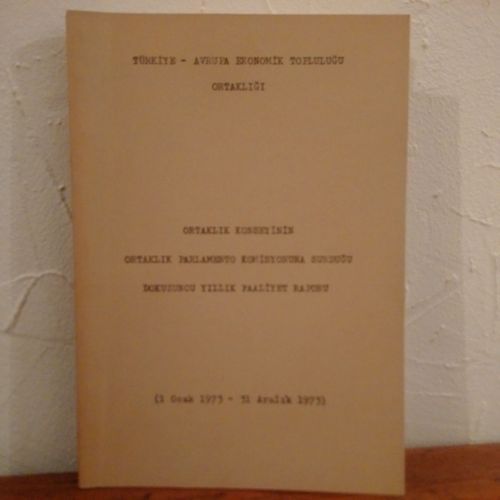 TÜRKİYE - AVRUPA EKONOMİK TOPLULUĞU
ORTAKLIĞI
ORTAKLIK KONSEYİNİN
ORTAKLIK PARLAMENTO KOMİSYONUNA SUNDUĞU
DOKUZUNCU YILLIK FAALİYET RAPORU
(1 Ocak 1973 - 31 Aralık 1973)